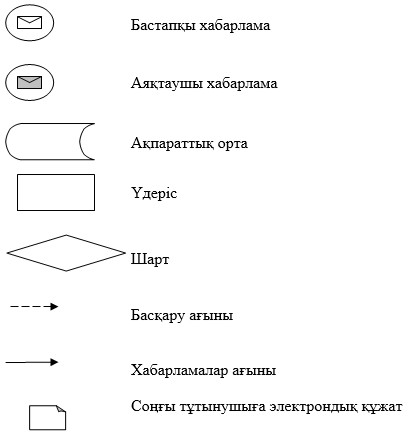 Бастапқы хабарлама
Аяқтаушы хабарлама
Ақпараттық орта
Үдеріс
Шарт
Басқару ағыны
Хабарламалар ағыны
Соңғы тұтынушыға электрондық құжат